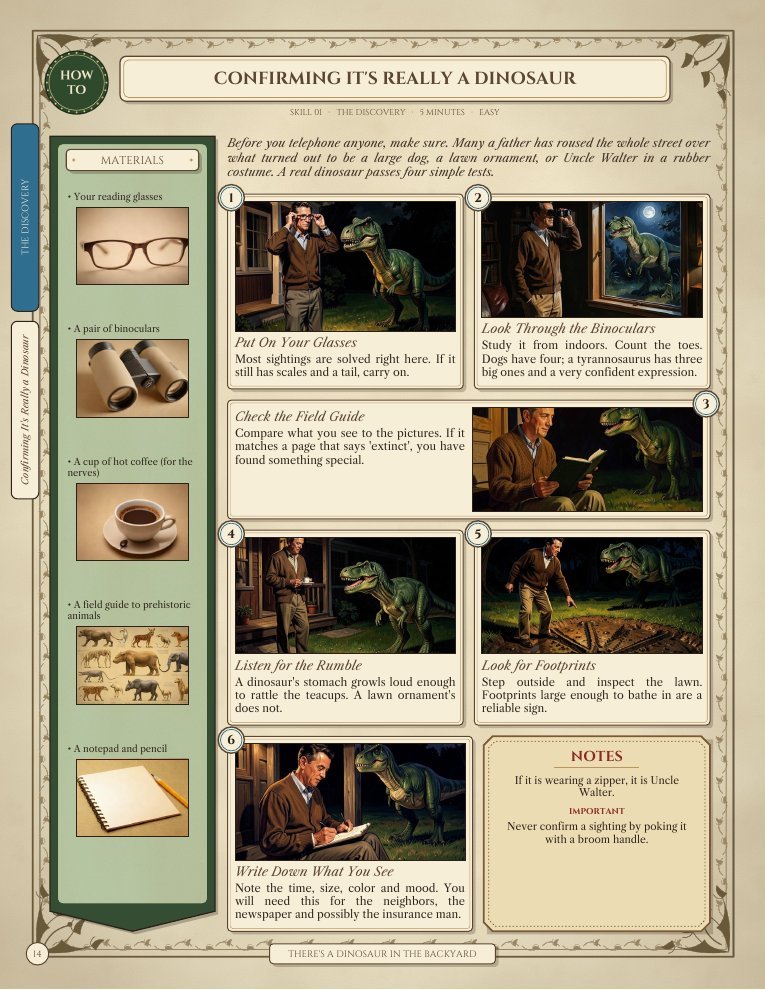 HOW
TO
CONFIRMING IT'S REALLY A DINOSAUR
SKILL 01 · THE DISCOVERY · 5 MINUTES · EASY
THE DISCOVERY
Confirming It's Really a Dinosaur
MATERIALS
• Your reading glasses
• A pair of binoculars
• A cup of hot coffee (for the
nerves)
• A field guide to prehistoric
animals
• A notepad and pencil
Before you telephone anyone, make sure. Many a father has roused the whole street over
what turned out to be a large dog, a lawn ornament, or Uncle Walter in a rubber
costume. A real dinosaur passes four simple tests.
1
Put On Your Glasses
Most sightings are solved right here. If it
still has scales and a tail, carry on.
2
Look Through the Binoculars
Study it from indoors. Count the toes.
Dogs have four; a tyrannosaurus has three
big ones and a very confident expression.
3
Check the Field Guide
Compare what you see to the pictures. If it
matches a page that says 'extinct', you have
found something special.
4
Listen for the Rumble
A dinosaur's stomach growls loud enough
to rattle the teacups. A lawn ornament's
does not.
5
Look for Footprints
Step outside and inspect the lawn.
Footprints large enough to bathe in are a
reliable sign.
6
Write Down What You See
Note the time, size, color and mood. You
will need this for the neighbors, the
newspaper and possibly the insurance man.
NOTES
If it is wearing a zipper, it is Uncle
Walter.
IMPORTANT
Never confirm a sighting by poking it
with a broom handle.
14
THERE'S A DINOSAUR IN THE BACKYARD